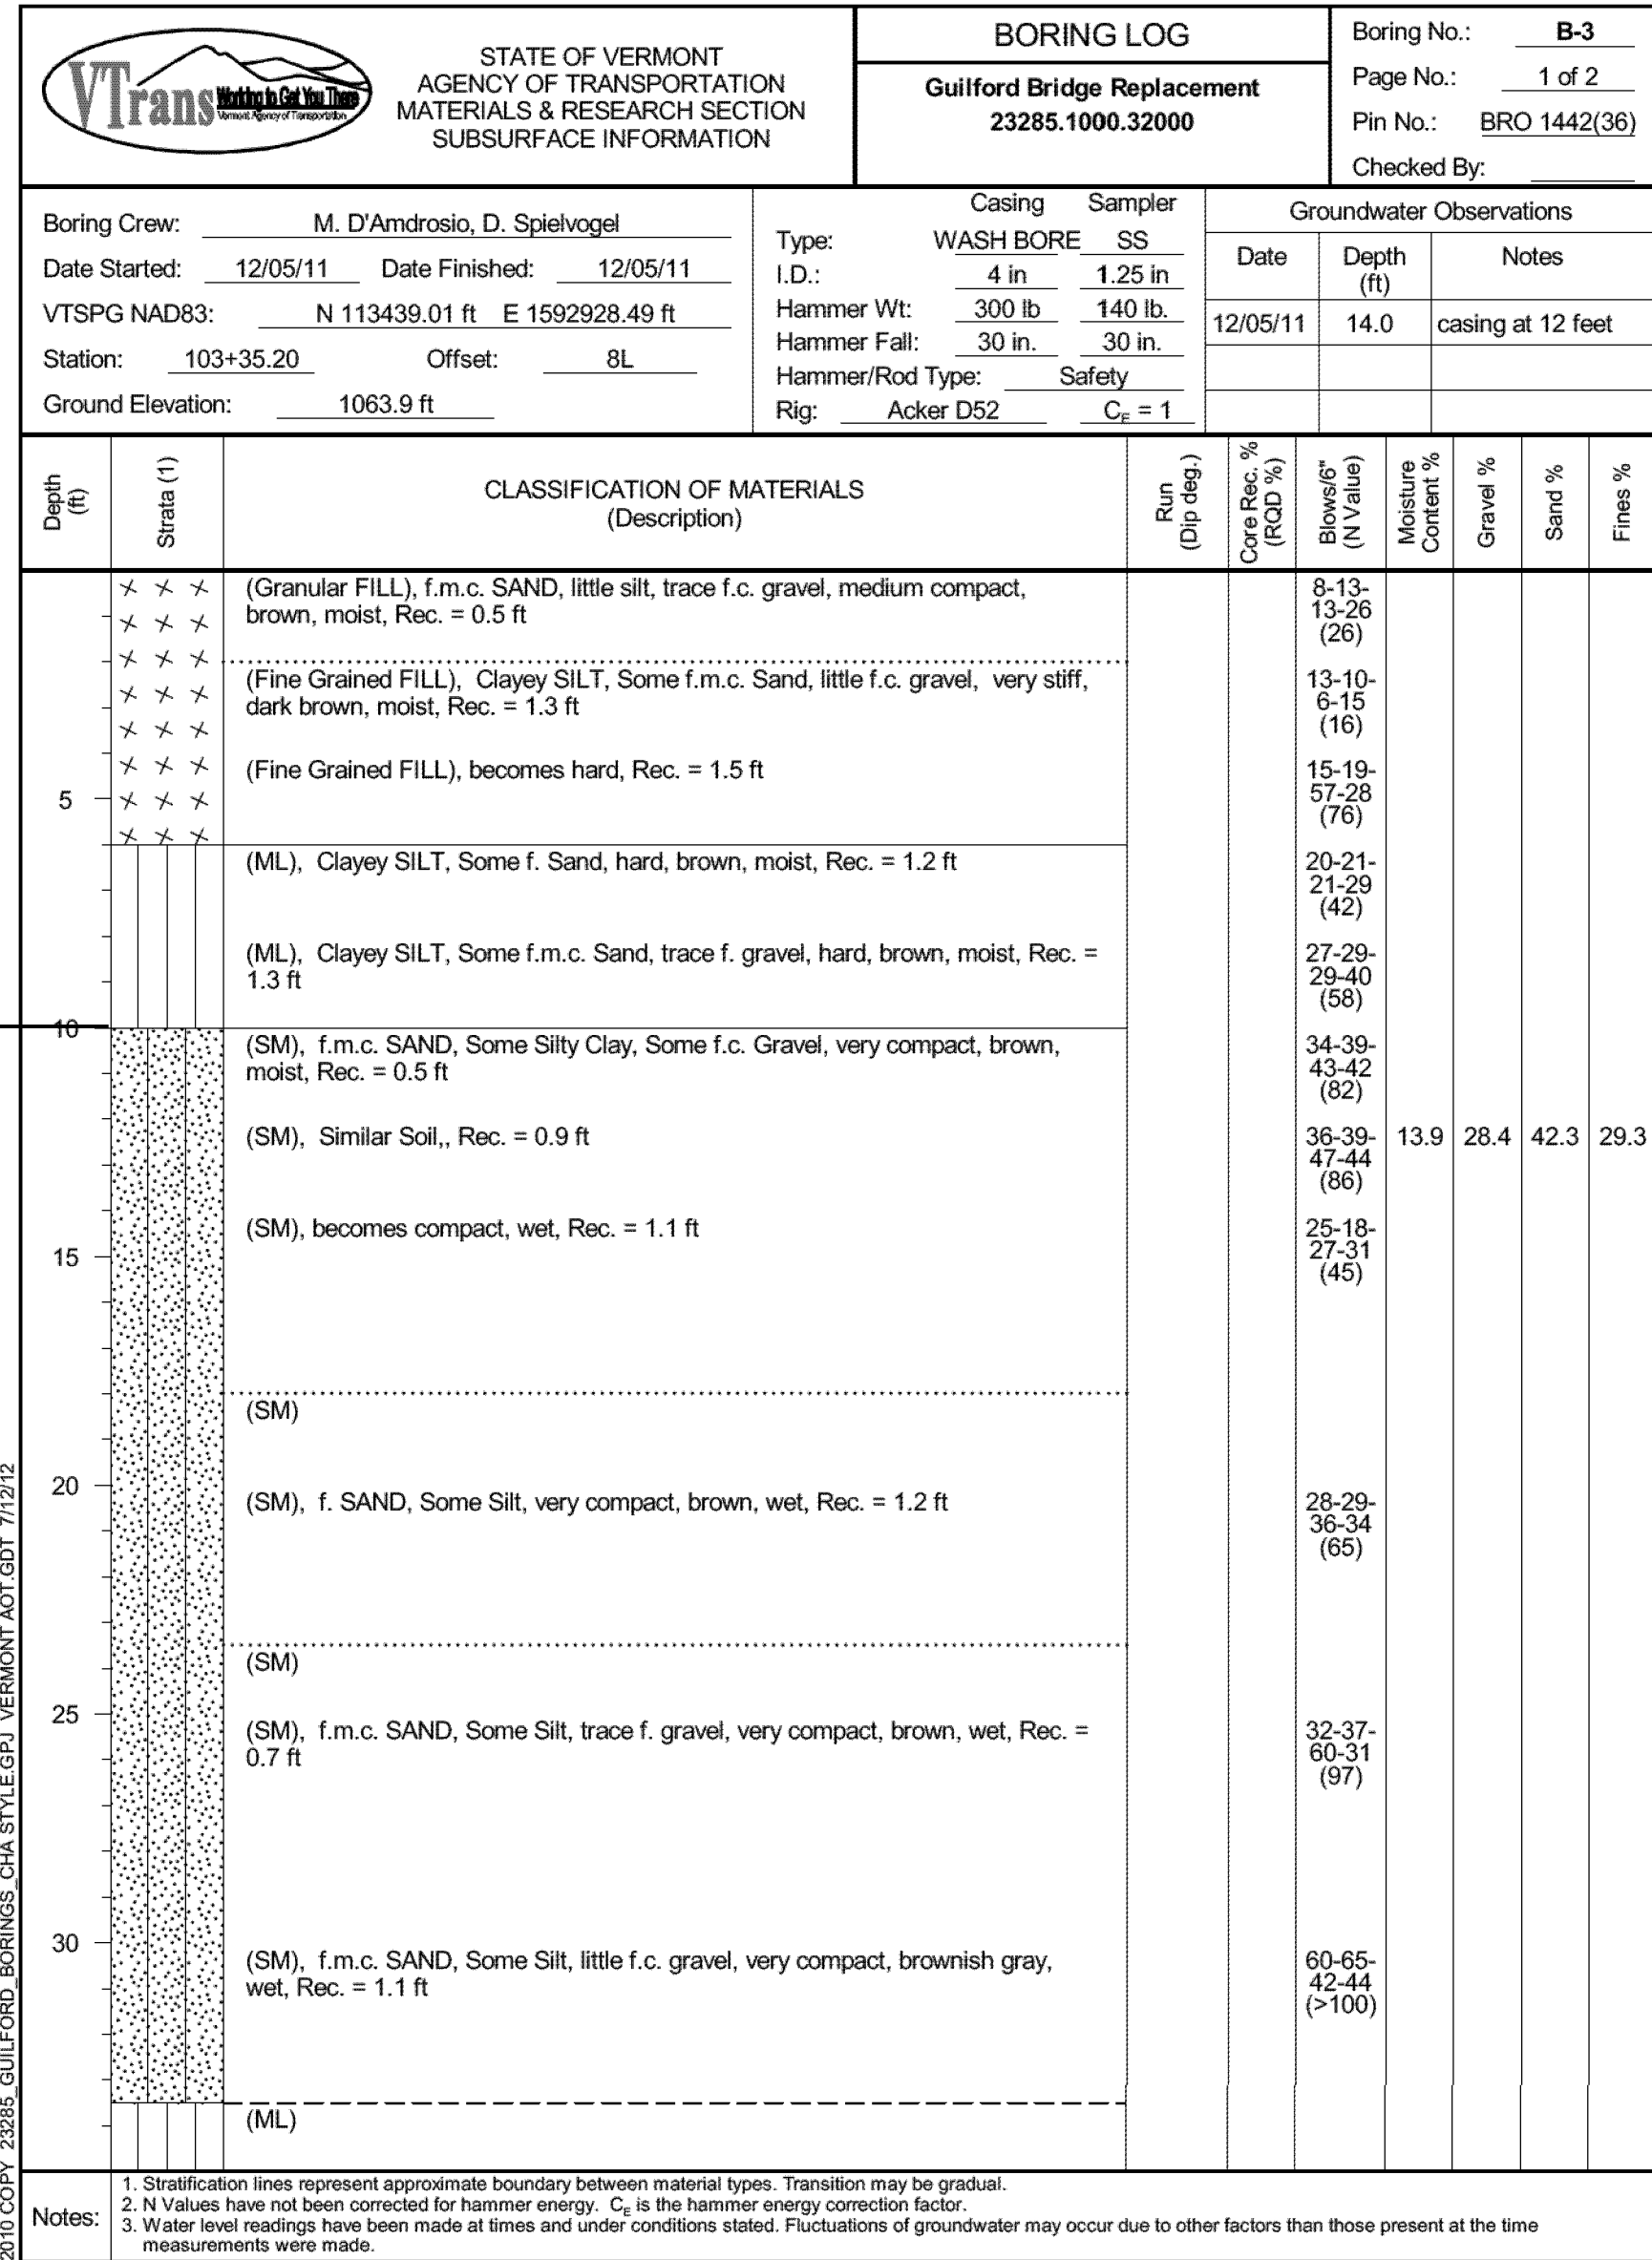 VTrans Working to Get You There
Vermont Agency of Transportation
STATE OF VERMONT
AGENCY OF TRANSPORTATION
MATERIALS & RESEARCH SECTION
SUBSURFACE INFORMATION
BORING LOG
Guilford Bridge Replacement
23285.1000.32000
Boring No.: B-3
Page No.: 1 of 2
Pin No.: BRO 1442(36)
Checked By:
Boring Crew: M. D'Amdrosio, D. Spielvogel
Date Started: 12/05/11 Date Finished: 12/05/11
VTSPG NAD83: N 113439.01 ft E 1592928.49 ft
Station: 103+35.20 Offset: 8L
Ground Elevation: 1063.9 ft
Casing Sampler
Type: WASH BORE SS
I.D.: 4 in 1.25 in
Hammer Wt: 300 lb 140 lb.
Hammer Fall: 30 in. 30 in.
Hammer/Rod Type: Safety
Rig: Acker D52 CE = 1
Groundwater Observations
Date Depth (ft) Notes
12/05/11 14.0 casing at 12 feet
Depth (ft)
Strata (1)
CLASSIFICATION OF MATERIALS
(Description)
Run (Dip deg.)
Core Rec. % (RQD %)
Blows/6" (N Value)
Moisture Content %
Gravel %
Sand %
Fines %
(Granular FILL), f.m.c. SAND, little silt, trace f.c. gravel, medium compact, 8-13-
brown, moist, Rec. = 0.5 ft 13-26
(26)
(Fine Grained FILL), Clayey SILT, Some f.m.c. Sand, little f.c. gravel, very stiff, 13-10-
dark brown, moist, Rec. = 1.3 ft 6-15
(16)
(Fine Grained FILL), becomes hard, Rec. = 1.5 ft 15-19-
5 57-28
(76)
(ML), Clayey SILT, Some f. Sand, hard, brown, moist, Rec. = 1.2 ft 20-21-
21-29
(42)
(ML), Clayey SILT, Some f.m.c. Sand, trace f. gravel, hard, brown, moist, Rec. = 27-29-
1.3 ft 29-40
(58)
10
(SM), f.m.c. SAND, Some Silty Clay, Some f.c. Gravel, very compact, brown, 34-39-
moist, Rec. = 0.5 ft 43-42
(82)
(SM), Similar Soil,, Rec. = 0.9 ft 36-39- 13.9 28.4 42.3 29.3
47-44
(86)
(SM), becomes compact, wet, Rec. = 1.1 ft 25-18-
15 27-31
(45)
(SM)
20
(SM), f. SAND, Some Silt, very compact, brown, wet, Rec. = 1.2 ft 28-29-
36-34
(65)
(SM)
25
(SM), f.m.c. SAND, Some Silt, trace f. gravel, very compact, brown, wet, Rec. = 32-37-
0.7 ft 60-31
(97)
30
(SM), f.m.c. SAND, Some Silt, little f.c. gravel, very compact, brownish gray, 60-65-
wet, Rec. = 1.1 ft 42-44
(>100)
(ML)
Notes:
1. Stratification lines represent approximate boundary between material types. Transition may be gradual.
2. N Values have not been corrected for hammer energy. CE is the hammer energy correction factor.
3. Water level readings have been made at times and under conditions stated. Fluctuations of groundwater may occur due to other factors than those present at the time
measurements were made.
2010 COPY 23285_GUILFORD_BORINGS_CHA STYLE.GPJ VERMONT AOT.GDT 7/12/12